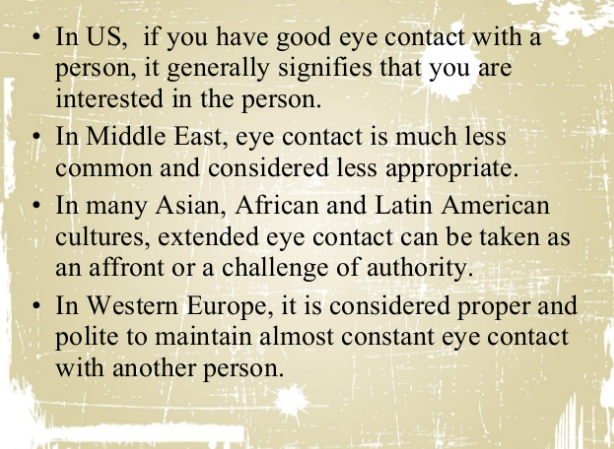 • In US,  if you have good eye contact with a
person, it generally signifies that you are
interested in the person.
• In Middle East, eye contact is much less
common and considered less appropriate.
• In many Asian, African and Latin American
cultures, extended eye contact can be taken as
an affront or a challenge of authority.
• In Western Europe, it is considered proper and
polite to maintain almost constant eye contact
with another person.